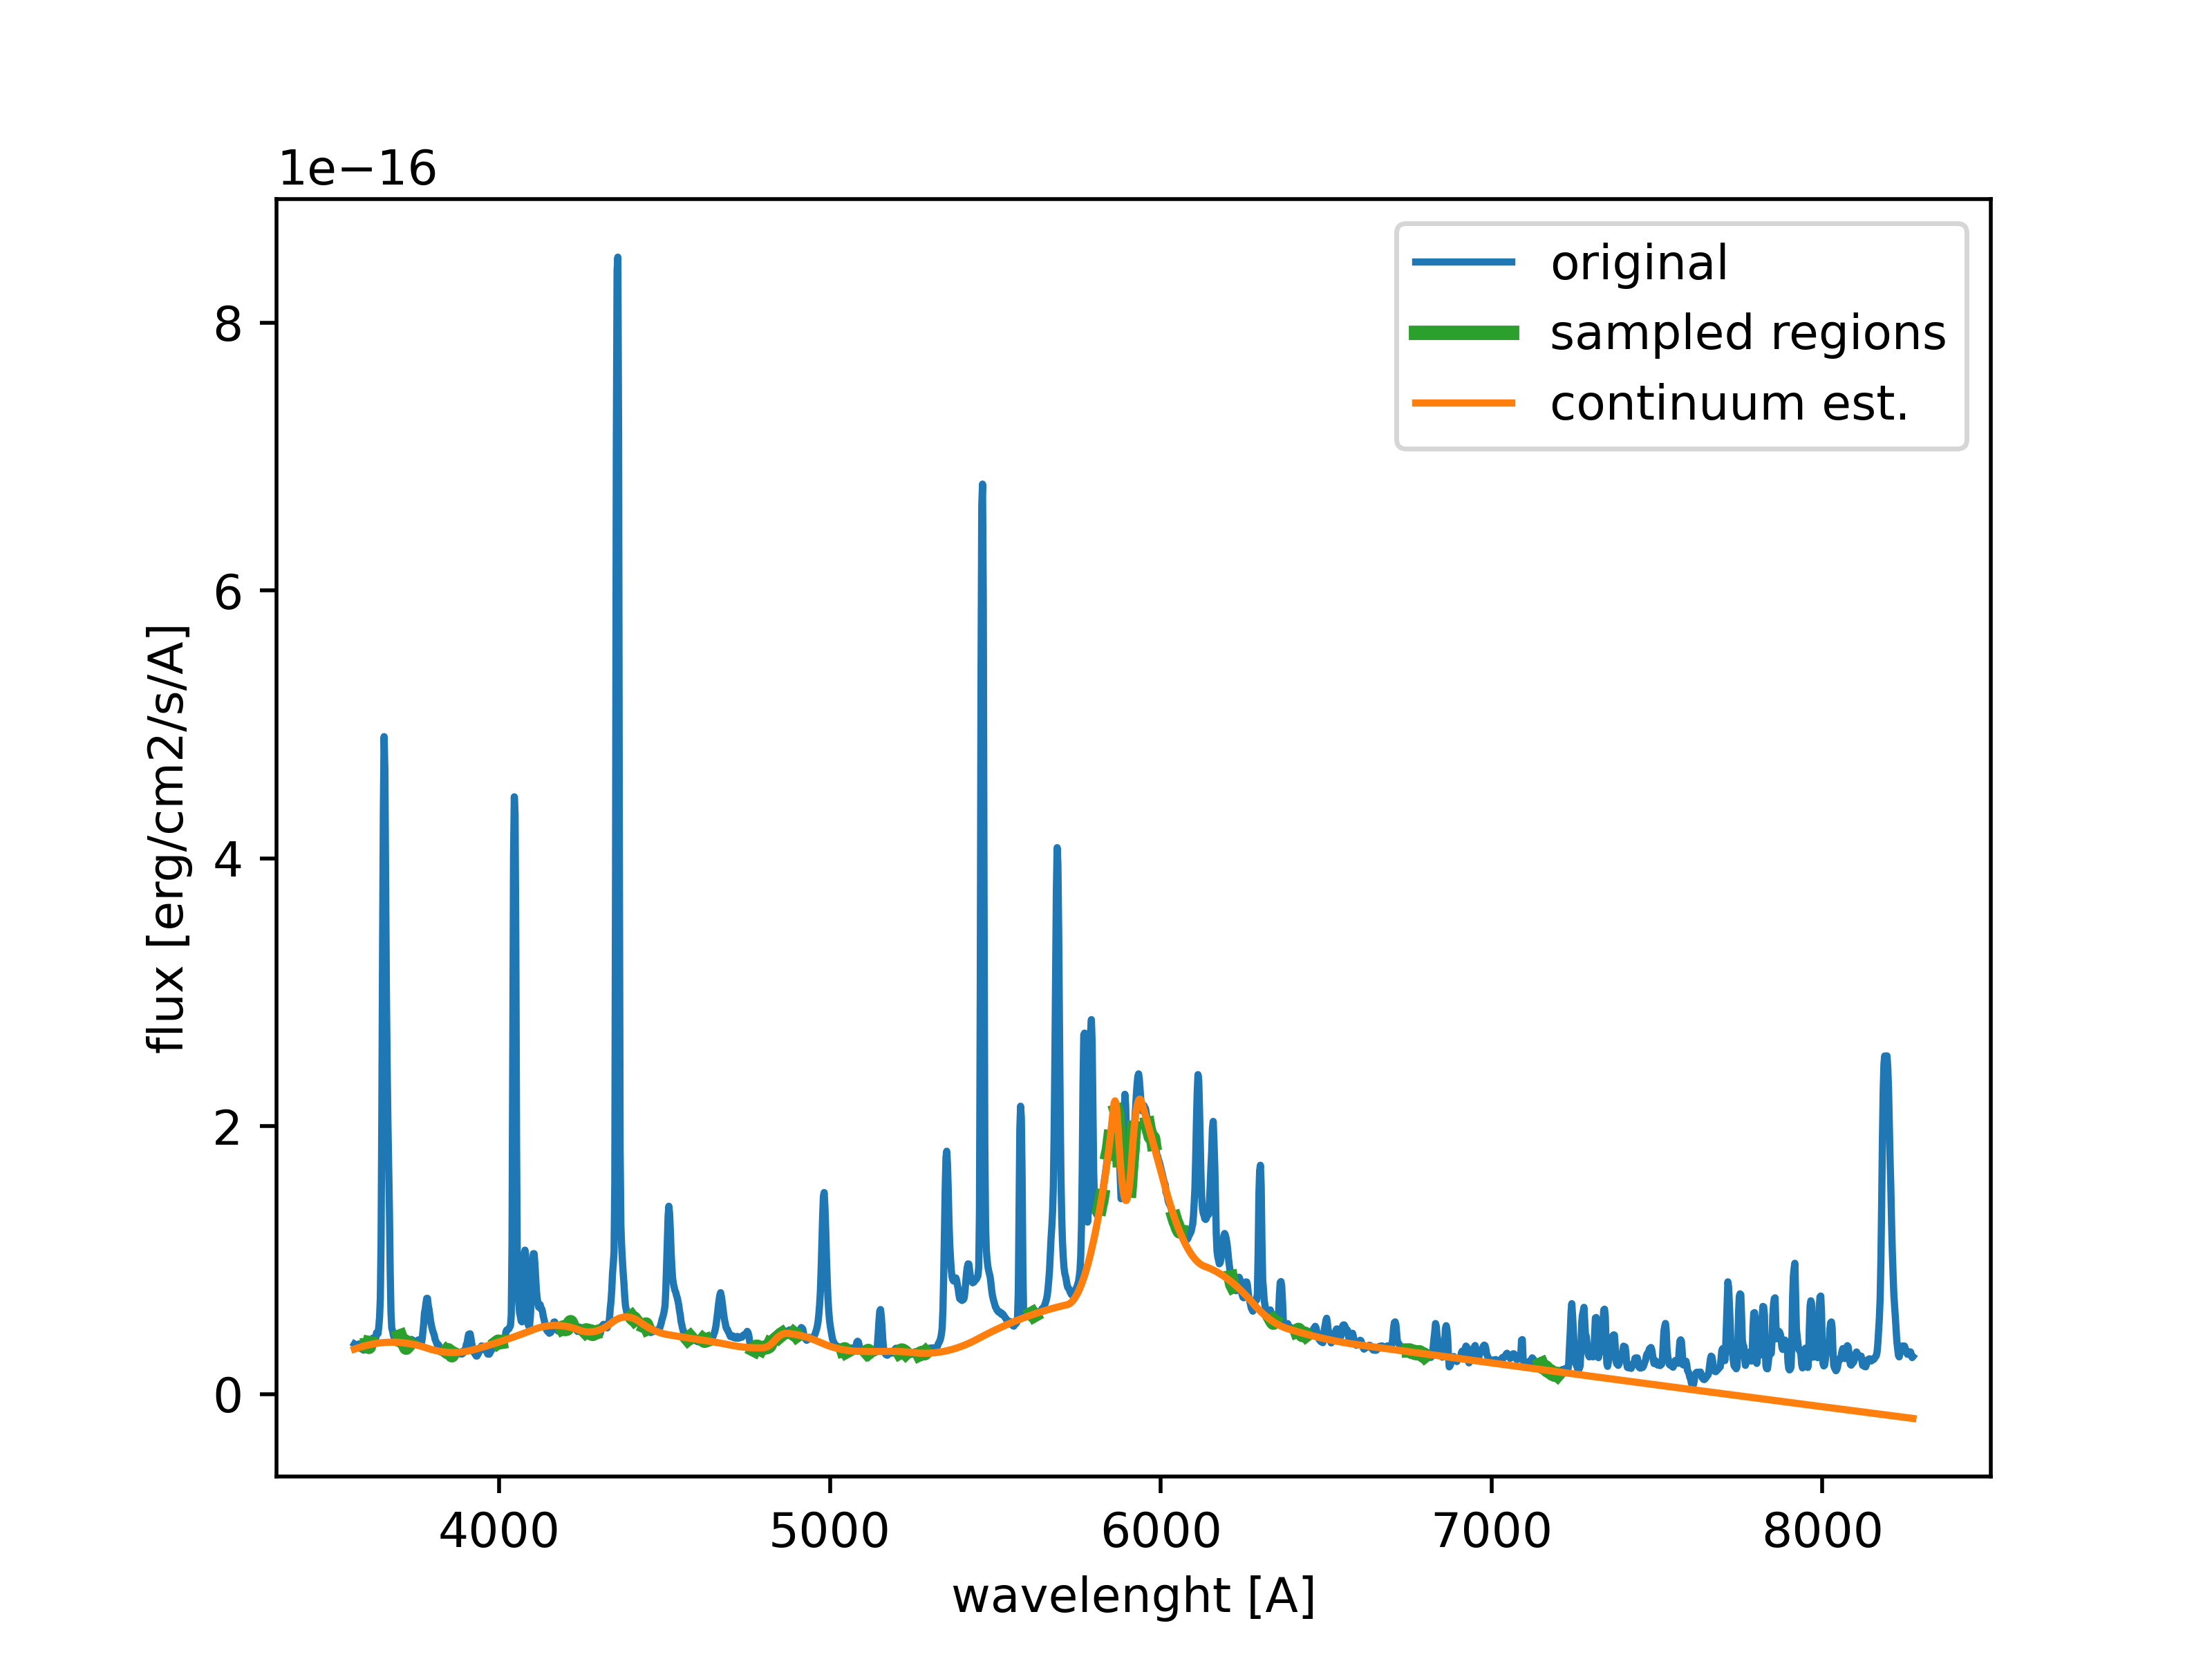 1e−16
original
sampled regions
continuum est.
8
6
4
2
0
flux [erg/cm2/s/A]
4000 5000 6000 7000 8000
wavelenght [A]